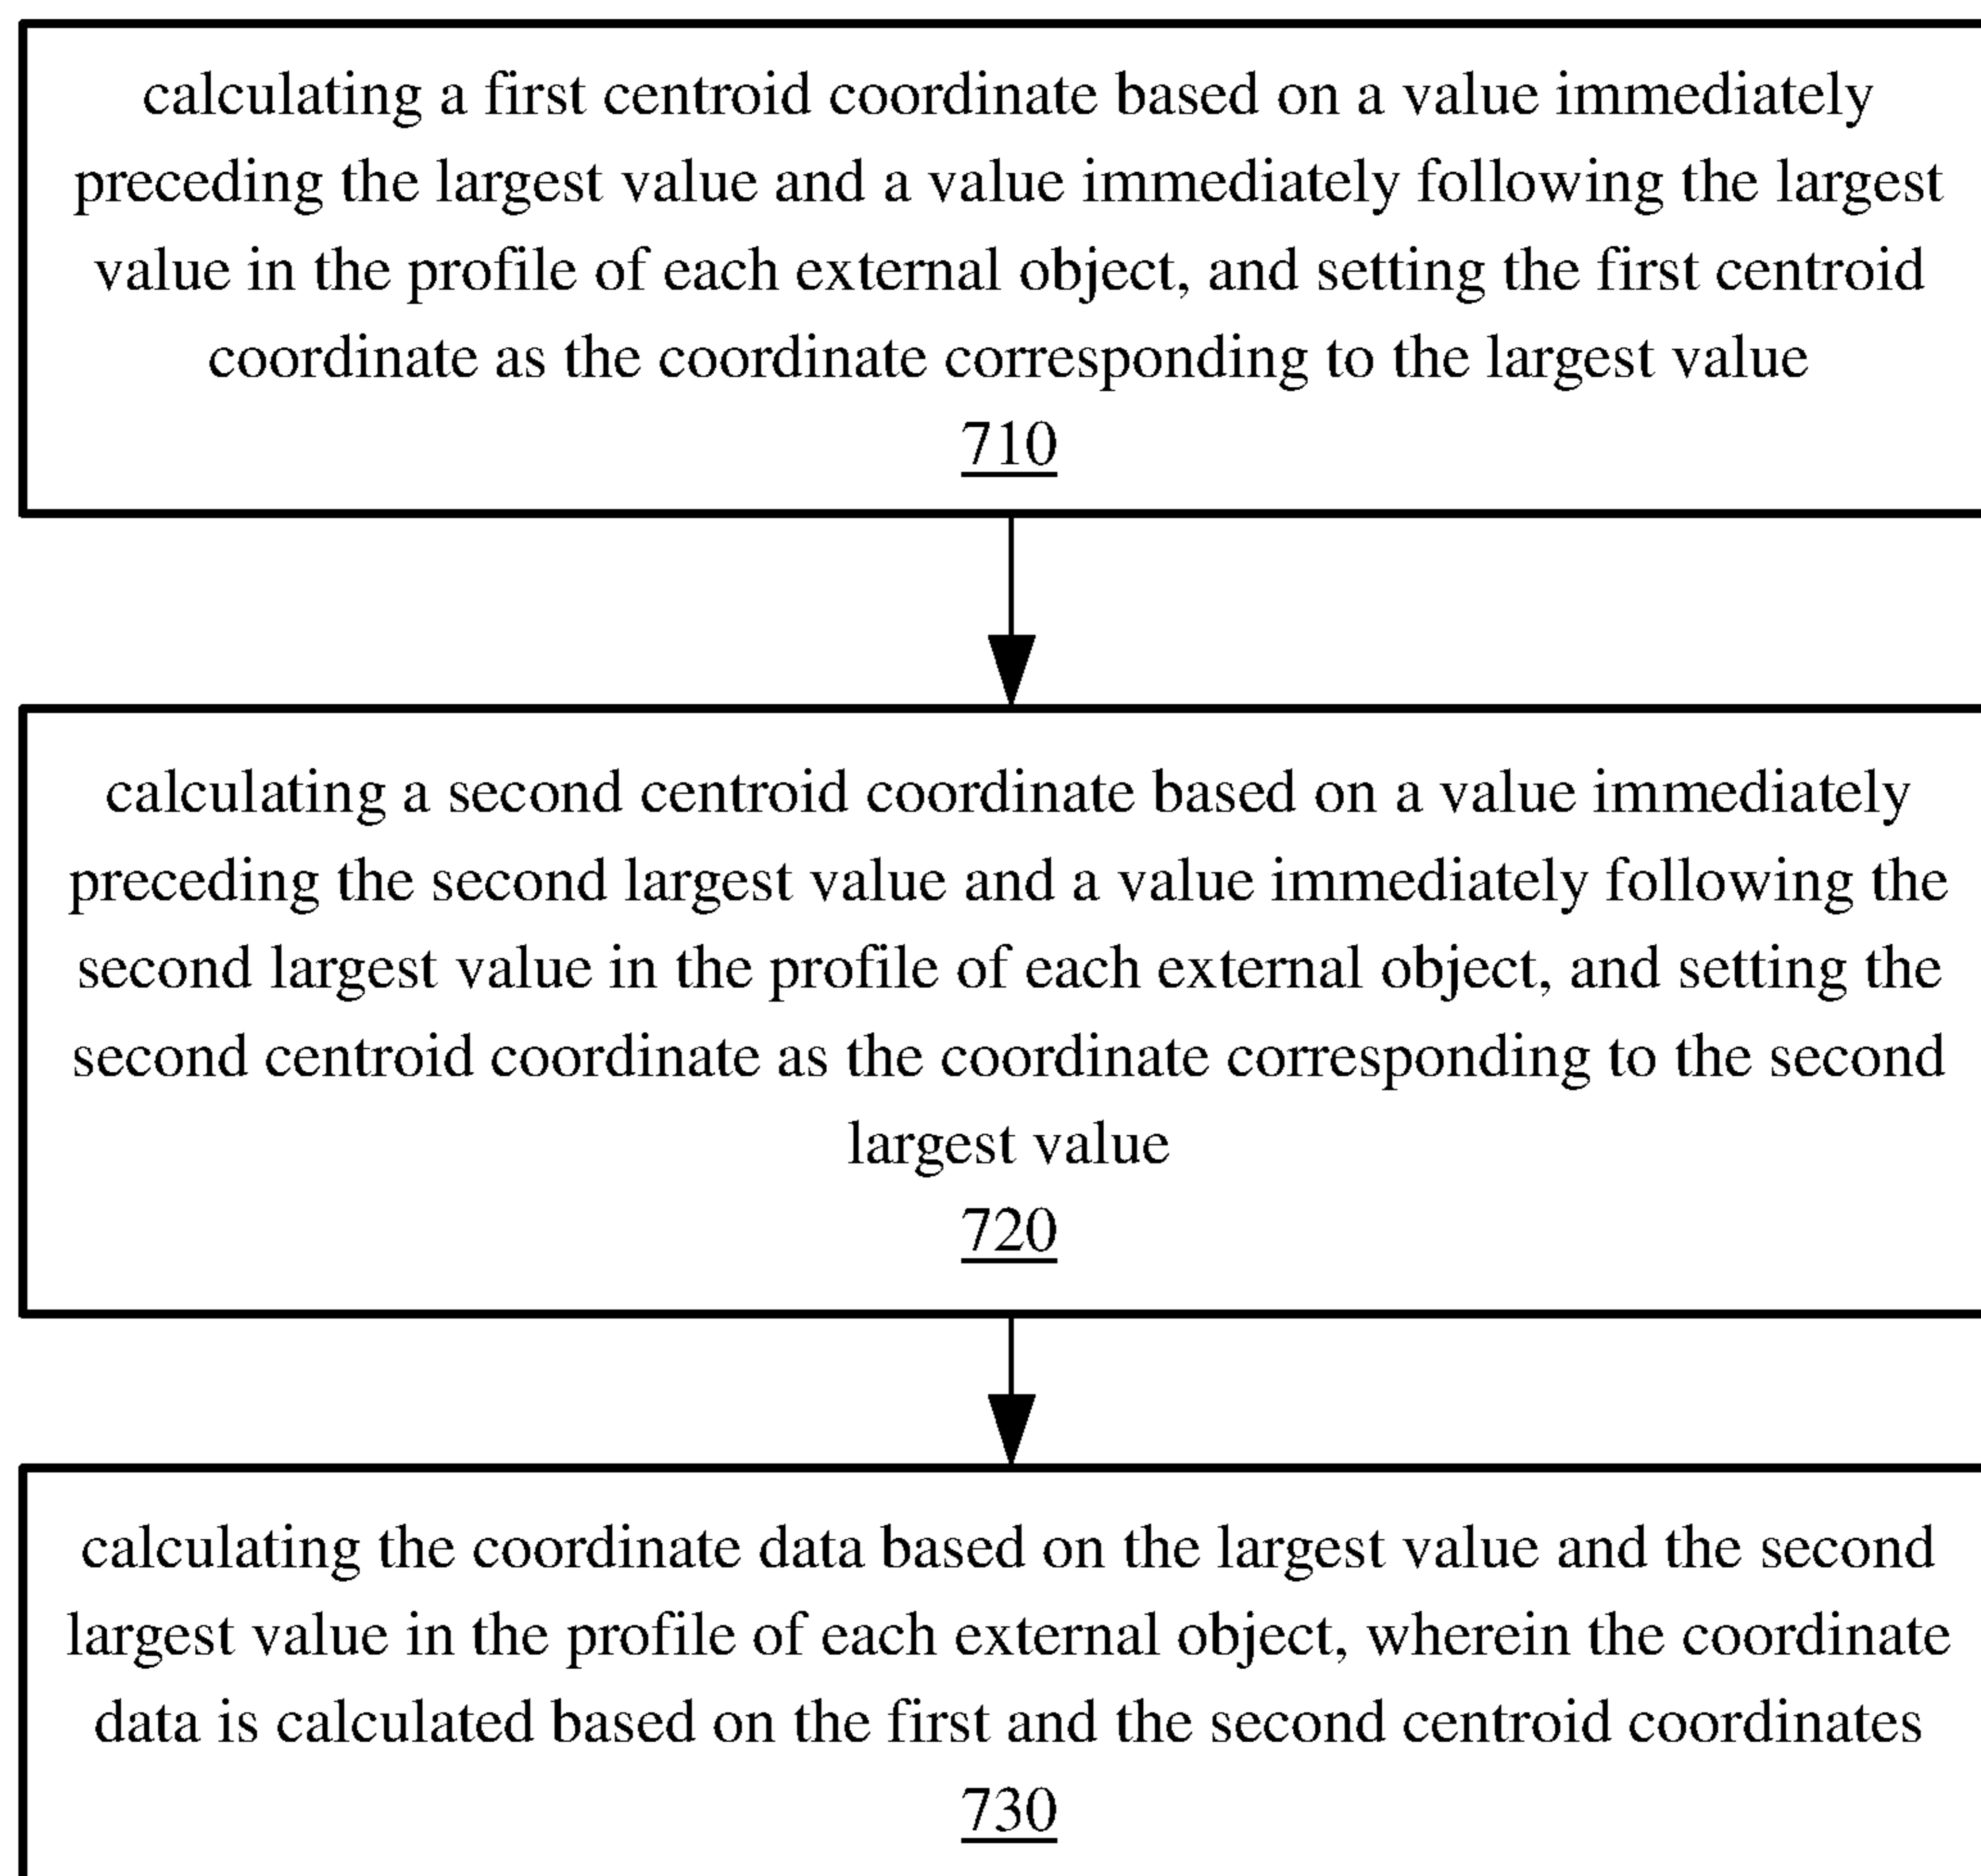 calculating a first centroid coordinate based on a value immediately
preceding the largest value and a value immediately following the largest
value in the profile of each external object, and setting the first centroid
coordinate as the coordinate corresponding to the largest value
710
calculating a second centroid coordinate based on a value immediately
preceding the second largest value and a value immediately following the
second largest value in the profile of each external object, and setting the
second centroid coordinate as the coordinate corresponding to the second
largest value
720
calculating the coordinate data based on the largest value and the second
largest value in the profile of each external object, wherein the coordinate
data is calculated based on the first and the second centroid coordinates
730